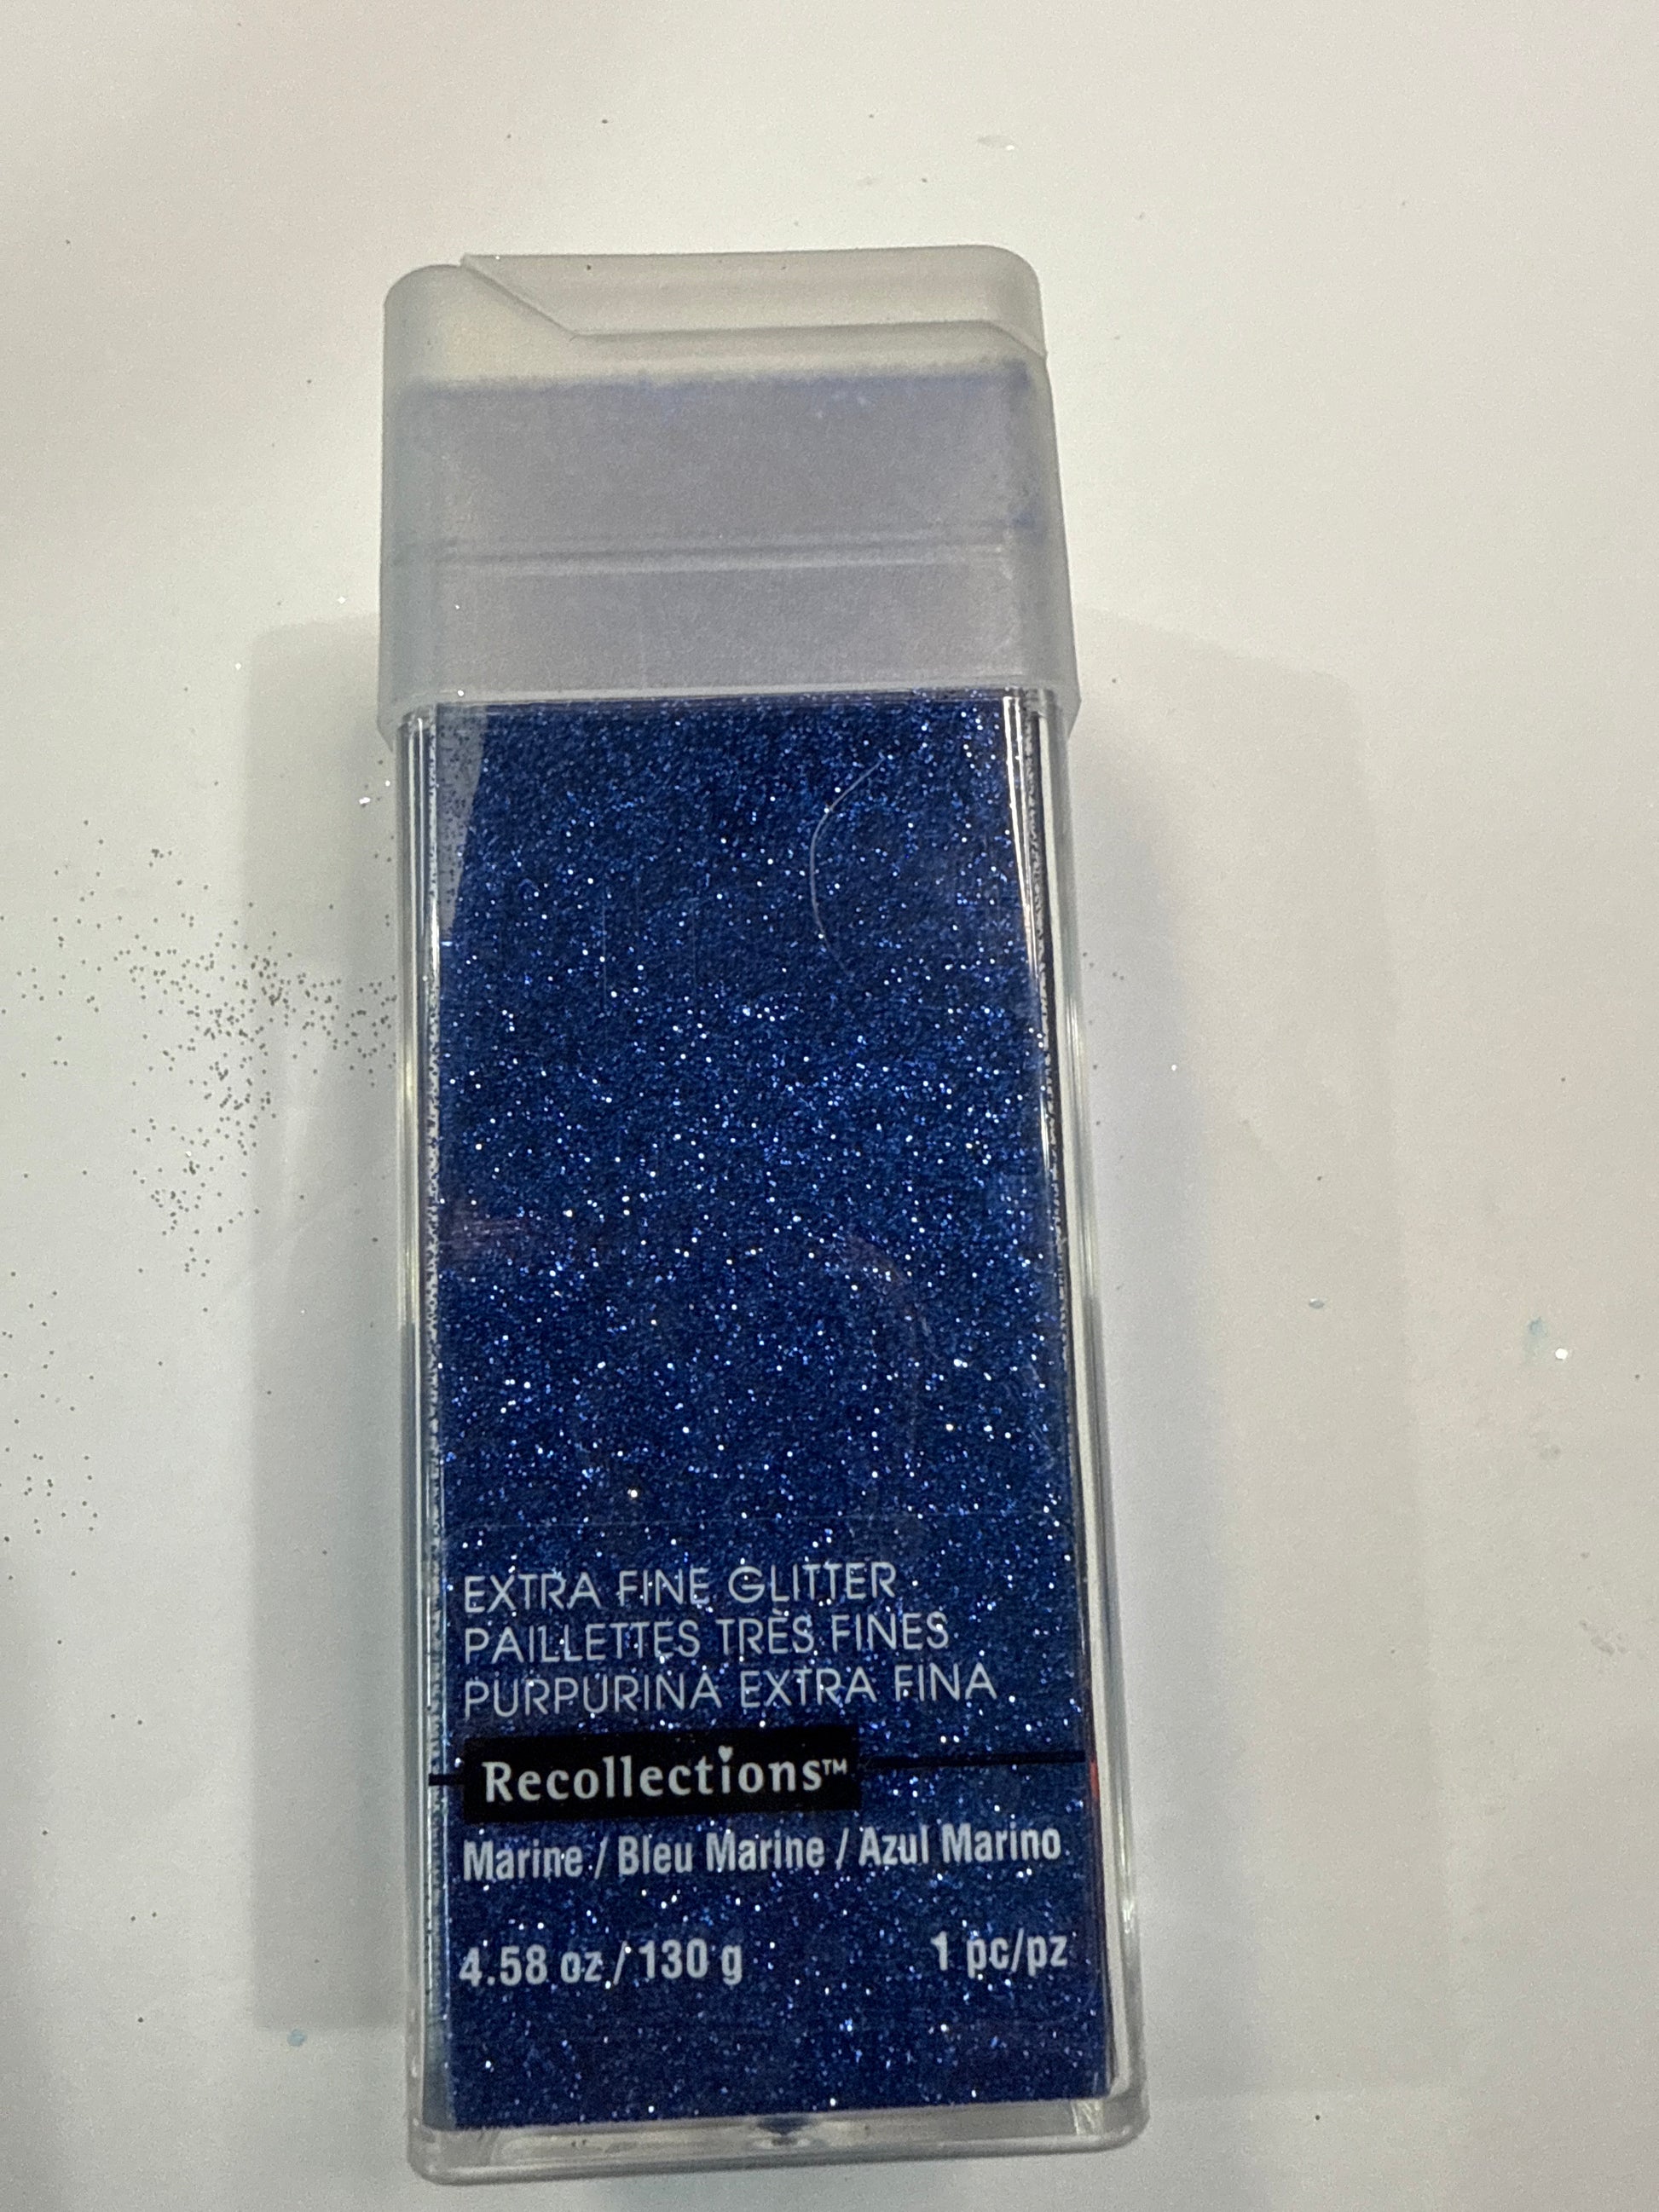 EXTRA FINE GLITTER
PAILLETTES TRÈS FINES
PURPURINA EXTRA FINA
Recollections™
Marine / Bleu Marine / Azul Marino
4.58 oz / 130 g 1 pc/pz